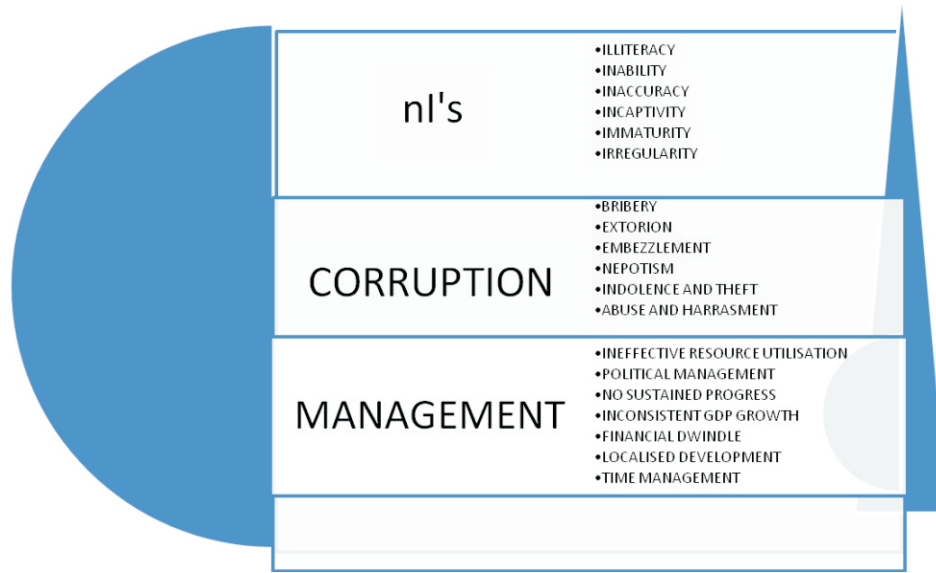 nI's
•ILLITERACY
•INABILITY
•INACCURACY
•INCAPTIVITY
•IMMATURITY
•IRREGULARITY
CORRUPTION
•BRIBERY
•EXTORION
•EMBEZZLEMENT
•NEPOTISM
•INDOLENCE AND THEFT
•ABUSE AND HARRASMENT
MANAGEMENT
•INEFFECTIVE RESOURCE UTILISATION
•POLITICAL MANAGEMENT
•NO SUSTAINED PROGRESS
•INCONSISTENT GDP GROWTH
•FINANCIAL DWINDLE
•LOCALISED DEVELOPMENT
•TIME MANAGEMENT